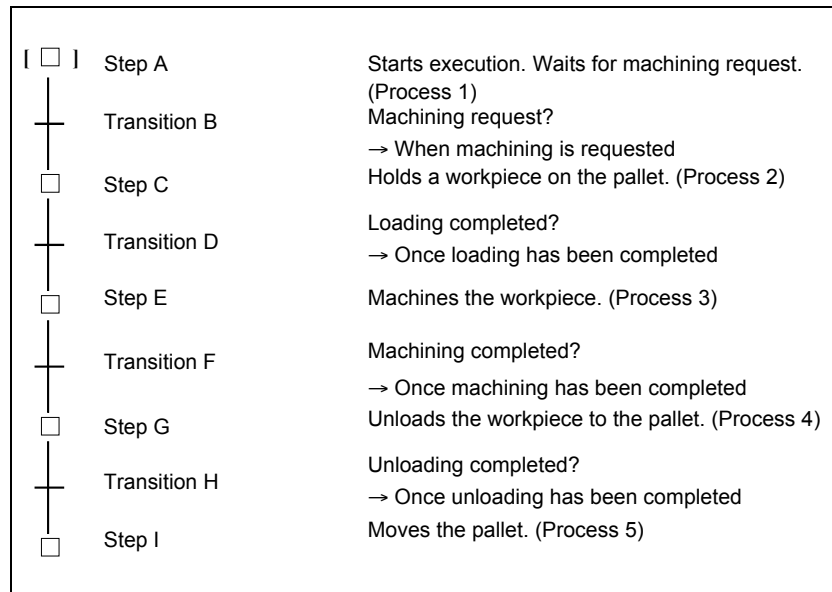 [ ] Step A Starts execution. Waits for machining request.
(Process 1)
Transition B Machining request?
→ When machining is requested
Step C Holds a workpiece on the pallet. (Process 2)
Loading completed?
Transition D
→ Once loading has been completed
Step E Machines the workpiece. (Process 3)
Machining completed?
Transition F
→ Once machining has been completed
Step G Unloads the workpiece to the pallet. (Process 4)
Unloading completed?
Transition H
→ Once unloading has been completed
Step I Moves the pallet. (Process 5)